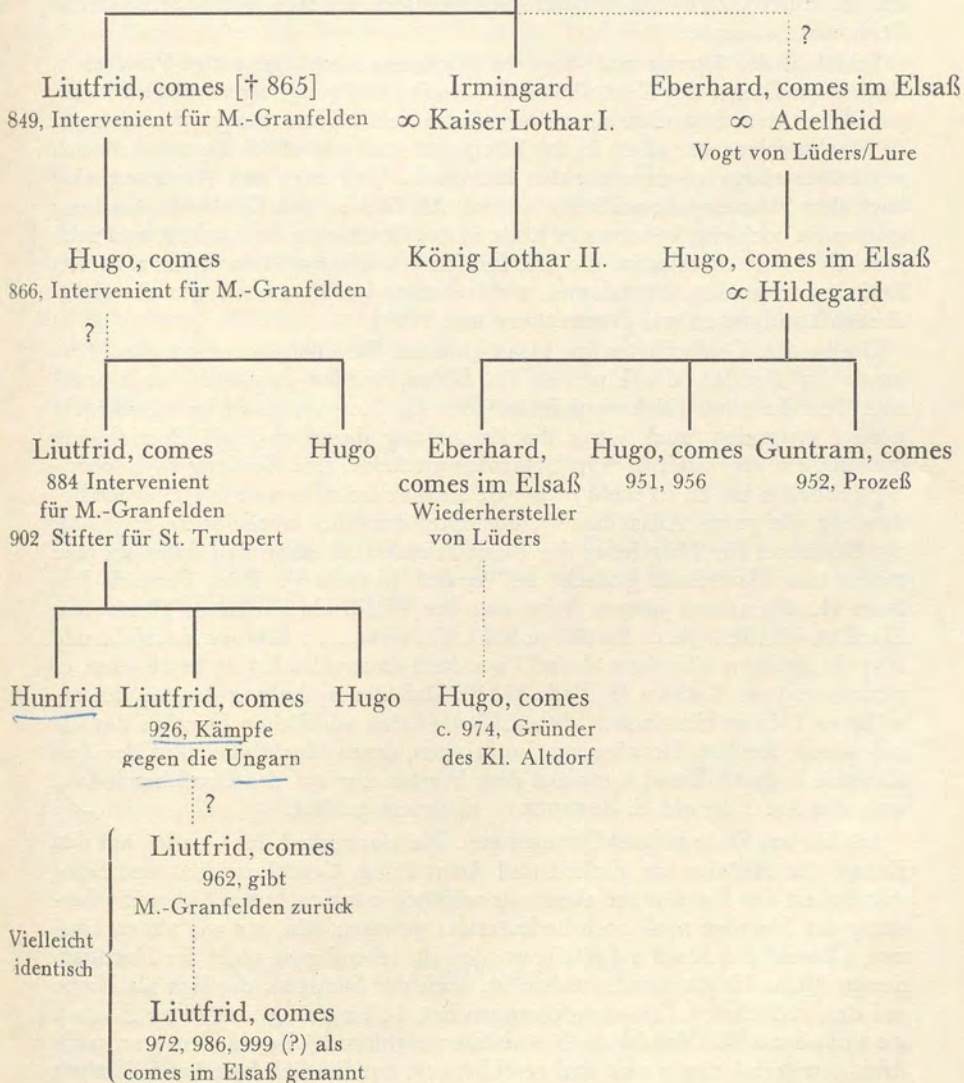 ?
Liutfrid, comes [† 865] Irmingard Eberhard, comes im Elsaß
849, Intervenient für M.-Granfelden ∞ Kaiser Lothar I. ∞ Adelheid
Vogt von Lüders/Lure
Hugo, comes König Lothar II. Hugo, comes im Elsaß
866, Intervenient für M.-Granfelden ∞ Hildegard
?
Liutfrid, comes Hugo Eberhard, Hugo, comes Guntram, comes
884 Intervenient comes im Elsaß 951, 956 952, Prozeß
für M.-Granfelden Wiederhersteller
902 Stifter für St. Trudpert von Lüders
Hunfrid Liutfrid, comes Hugo Hugo, comes
926, Kämpfe c. 974, Gründer
gegen die Ungarn des Kl. Altdorf
?
Liutfrid, comes
962, gibt
M.-Granfelden zurück
Vielleicht
identisch
Liutfrid, comes
972, 986, 999 (?) als
comes im Elsaß genannt